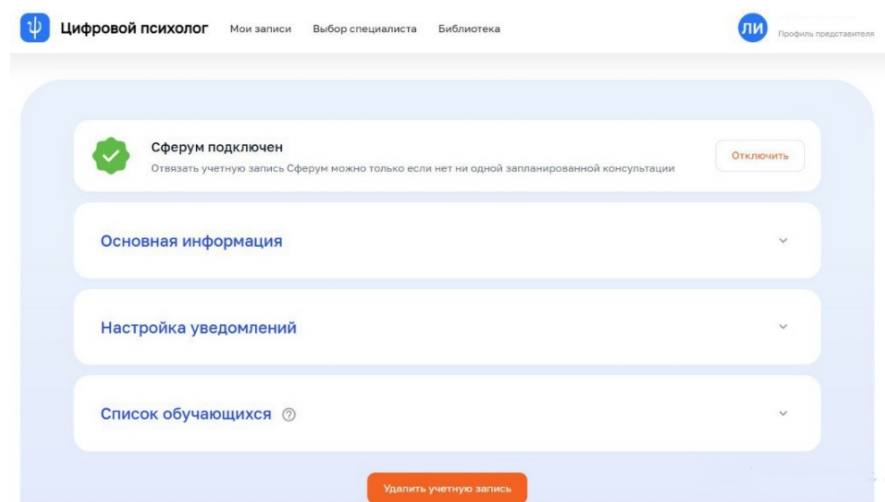 Цифровой психолог Мои записи Выбор специалиста Библиотека ЛИ
Профиль представителя
Сферум подключен
Отвязать учетную запись Сферум можно только если нет ни одной запланированной консультации
Отключить
Основная информация
Настройка уведомлений
Список обучающихся ?
Удалить учетную запись